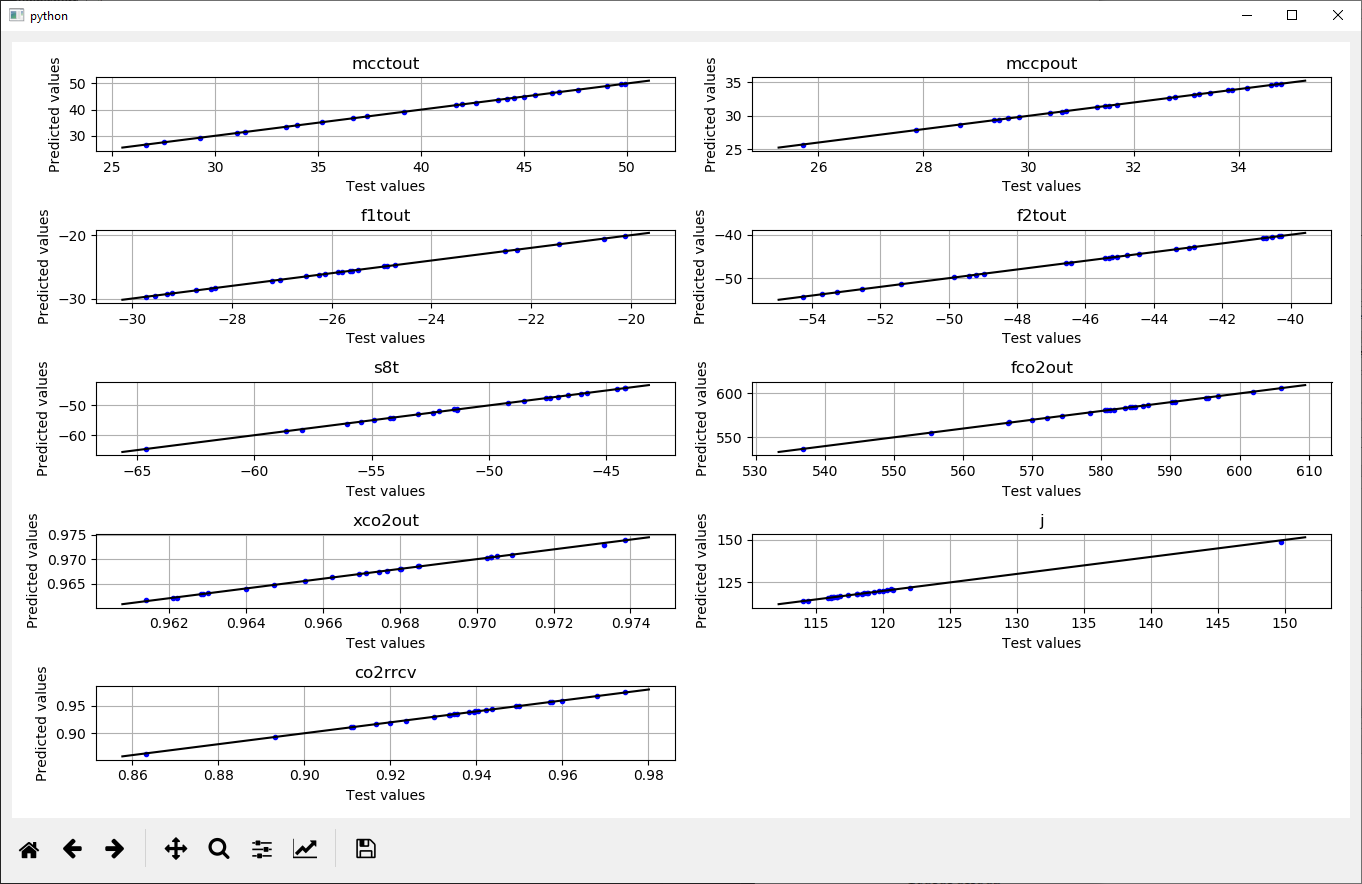 python
mcctout
Predicted values
50
40
30
25 30 35 40 45 50
Test values
mccpout
Predicted values
35
30
25
26 28 30 32 34
Test values
f1tout
Predicted values
−20
−30
−30 −28 −26 −24 −22 −20
Test values
f2tout
Predicted values
−40
−50
−54 −52 −50 −48 −46 −44 −42 −40
Test values
s8t
Predicted values
−50
−60
−65 −60 −55 −50 −45
Test values
fco2out
Predicted values
600
550
530 540 550 560 570 580 590 600 610
Test values
xco2out
Predicted values
0.975
0.970
0.965
0.962 0.964 0.966 0.968 0.970 0.972 0.974
Test values
j
Predicted values
150
125
115 120 125 130 135 140 145 150
Test values
co2rrcv
Predicted values
0.95
0.90
0.86 0.88 0.90 0.92 0.94 0.96 0.98
Test values